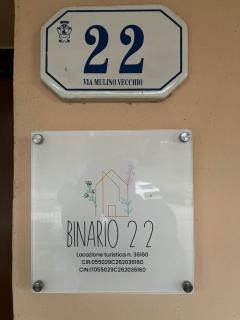 22
VIA MULINO VECCHIO
BINARIO 22
Locazione turistica n. 36160
CIR:055029C262036160
CIN:IT055029C262036160